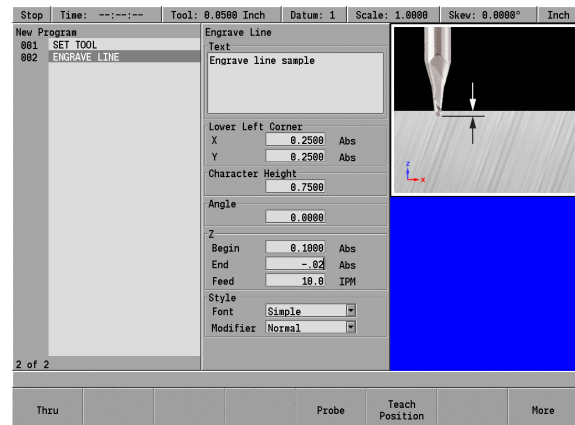 Stop Time: --:--:-- Tool: 0.0500 Inch Datum: 1 Scale: 1.0000 Skew: 0.0000° Inch
New Program
001 SET TOOL
002 ENGRAVE LINE
2 of 2
Engrave Line
Text
Engrave line sample
Lower Left Corner
X 0.2500 Abs
Y 0.2500 Abs
Character Height
0.7500
Angle
0.0000
Z
Begin 0.1000 Abs
End -.02 Abs
Feed 10.0 IPM
Style
Font Simple
Modifier Normal
z
x
Thru Probe Teach Position More